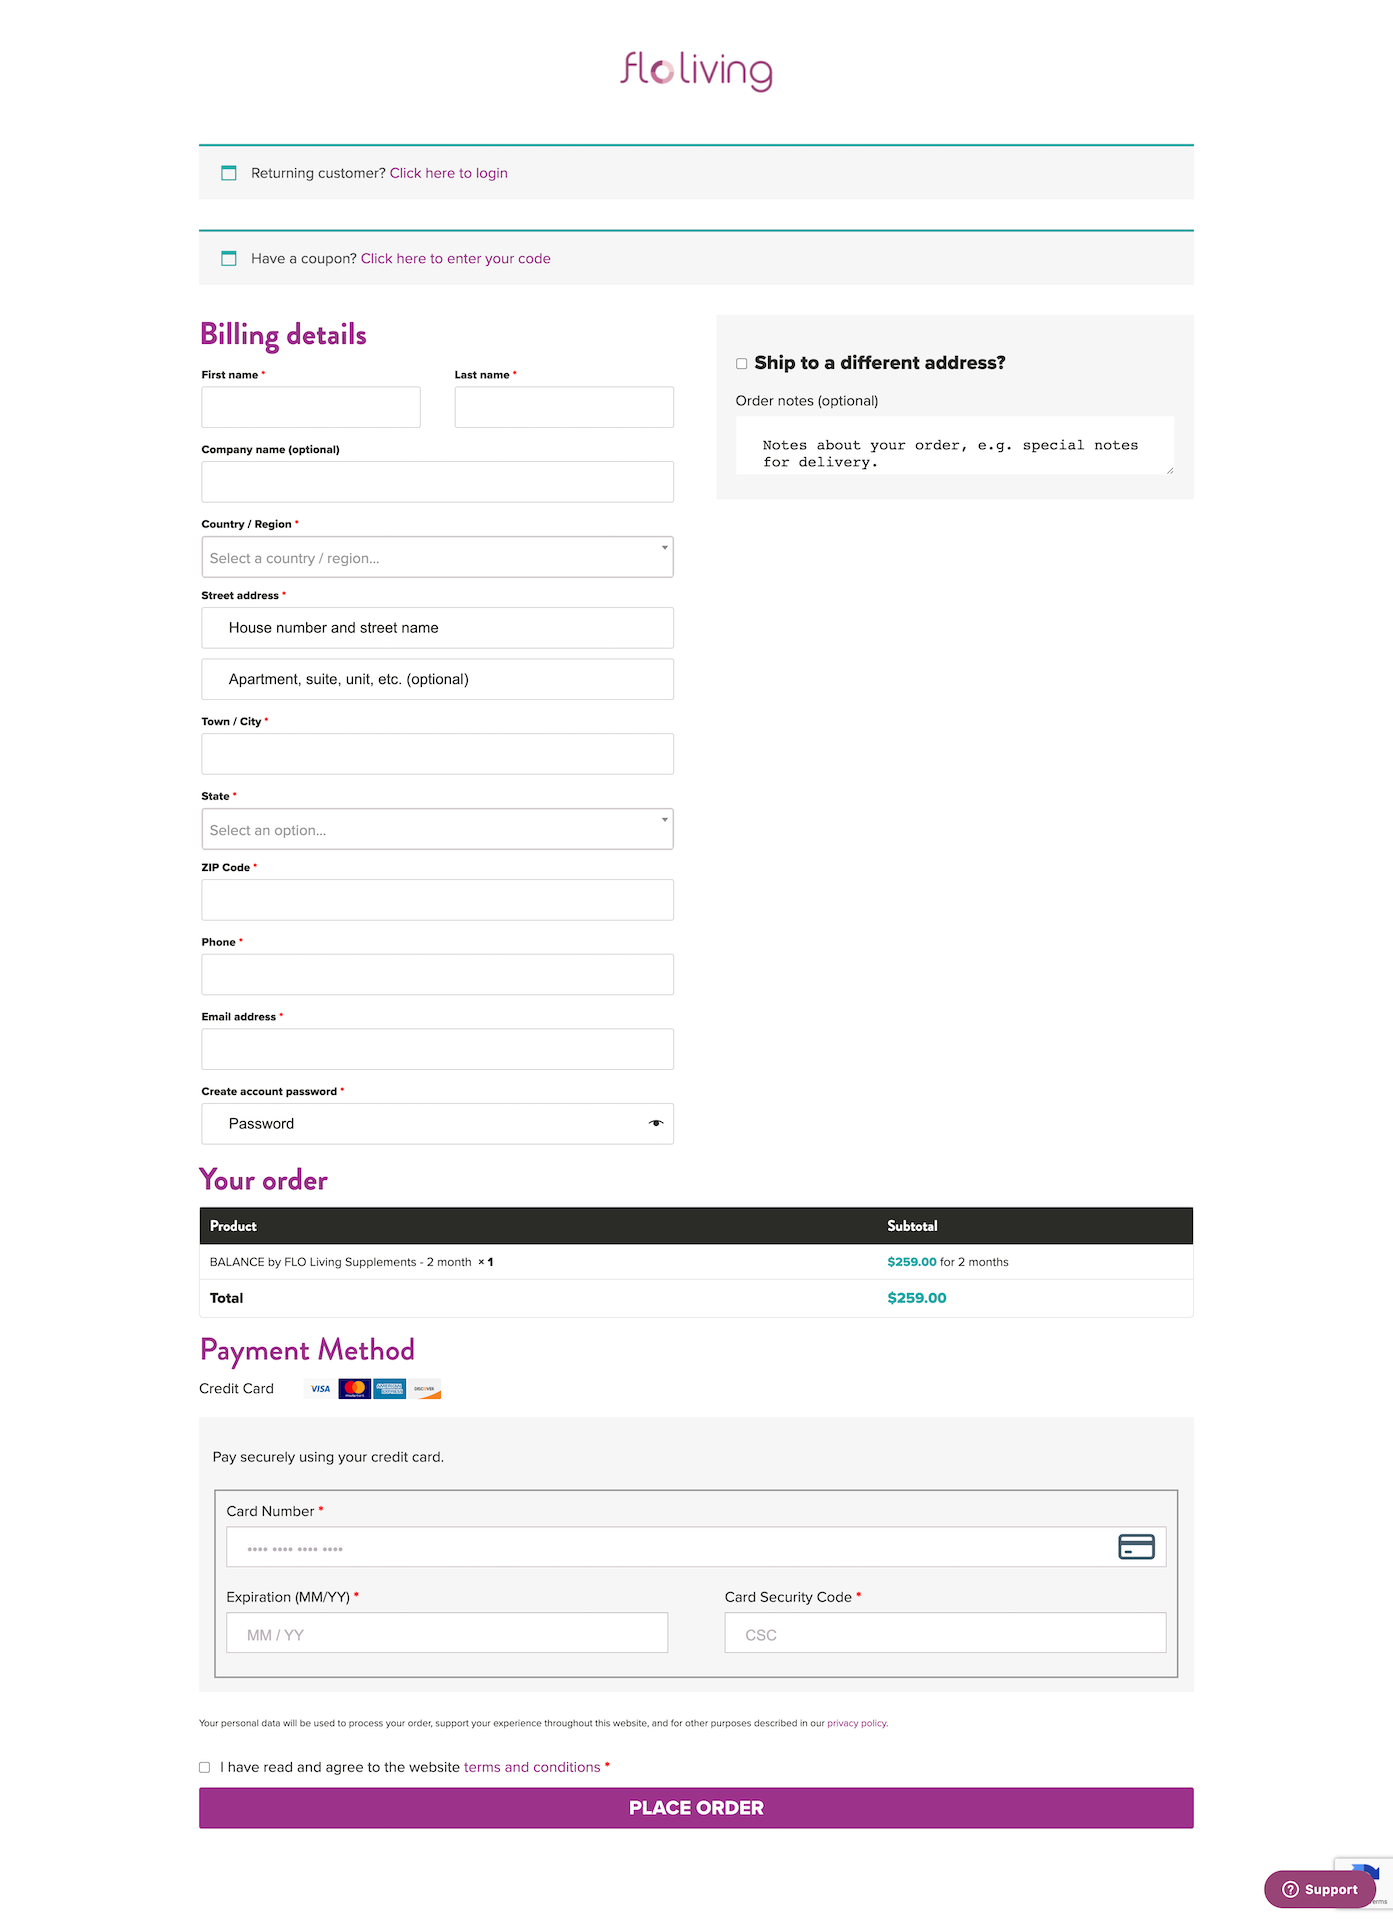 floliving
Returning customer? Click here to login
Have a coupon? Click here to enter your code
Billing details
First name *
Last name *
Company name (optional)
Country / Region *
Select a country / region...
Street address *
House number and street name
Apartment, suite, unit, etc. (optional)
Town / City *
State *
Select an option...
ZIP Code *
Phone *
Email address *
Create account password *
Password
Ship to a different address?
Order notes (optional)
Notes about your order, e.g. special notes
for delivery.
Your order
Product Subtotal
BALANCE by FLO Living Supplements - 2 month × 1 $259.00 for 2 months
Total $259.00
Payment Method
Credit Card VISA AMERICAN EXPRESS DISCOVER
Pay securely using your credit card.
Card Number *
•••• •••• •••• ••••
Expiration (MM/YY) *
MM / YY
Card Security Code *
CSC
Your personal data will be used to process your order, support your experience throughout this website, and for other purposes described in our privacy policy.
I have read and agree to the website terms and conditions *
PLACE ORDER
Support